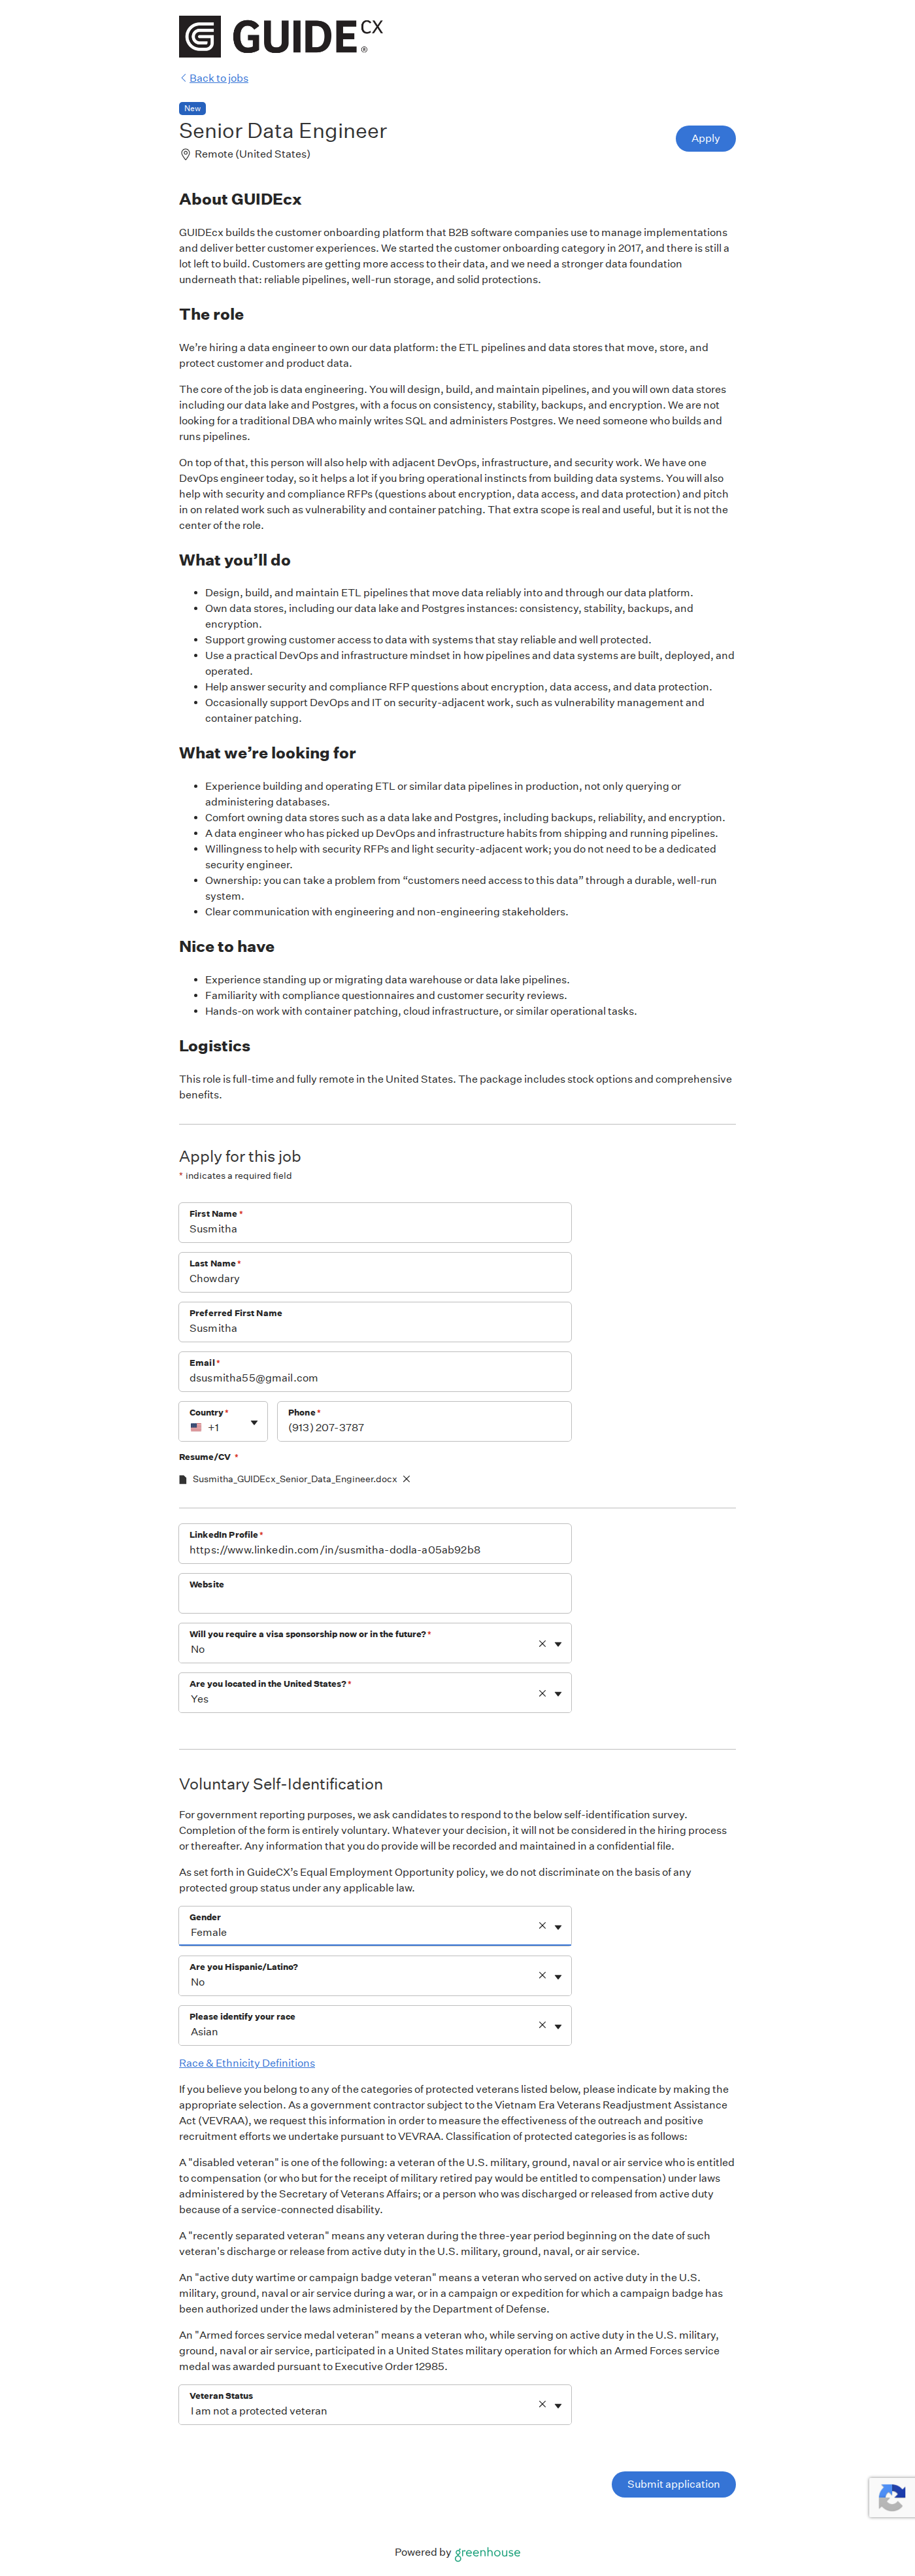 GUIDE CX ®
Back to jobs
New
Senior Data Engineer
Apply
Remote (United States)
About GUIDEcx
GUIDEcx builds the customer onboarding platform that B2B software companies use to manage implementations
and deliver better customer experiences. We started the customer onboarding category in 2017, and there is still a
lot left to build. Customers are getting more access to their data, and we need a stronger data foundation
underneath that: reliable pipelines, well-run storage, and solid protections.
The role
We’re hiring a data engineer to own our data platform: the ETL pipelines and data stores that move, store, and
protect customer and product data.
The core of the job is data engineering. You will design, build, and maintain pipelines, and you will own data stores
including our data lake and Postgres, with a focus on consistency, stability, backups, and encryption. We are not
looking for a traditional DBA who mainly writes SQL and administers Postgres. We need someone who builds and
runs pipelines.
On top of that, this person will also help with adjacent DevOps, infrastructure, and security work. We have one
DevOps engineer today, so it helps a lot if you bring operational instincts from building data systems. You will also
help with security and compliance RFPs (questions about encryption, data access, and data protection) and pitch
in on related work such as vulnerability and container patching. That extra scope is real and useful, but it is not the
center of the role.
What you’ll do
• Design, build, and maintain ETL pipelines that move data reliably into and through our data platform.
• Own data stores, including our data lake and Postgres instances: consistency, stability, backups, and
encryption.
• Support growing customer access to data with systems that stay reliable and well protected.
• Use a practical DevOps and infrastructure mindset in how pipelines and data systems are built, deployed, and
operated.
• Help answer security and compliance RFP questions about encryption, data access, and data protection.
• Occasionally support DevOps and IT on security-adjacent work, such as vulnerability management and
container patching.
What we’re looking for
• Experience building and operating ETL or similar data pipelines in production, not only querying or
administering databases.
• Comfort owning data stores such as a data lake and Postgres, including backups, reliability, and encryption.
• A data engineer who has picked up DevOps and infrastructure habits from shipping and running pipelines.
• Willingness to help with security RFPs and light security-adjacent work; you do not need to be a dedicated
security engineer.
• Ownership: you can take a problem from “customers need access to this data” through a durable, well-run
system.
• Clear communication with engineering and non-engineering stakeholders.
Nice to have
• Experience standing up or migrating data warehouse or data lake pipelines.
• Familiarity with compliance questionnaires and customer security reviews.
• Hands-on work with container patching, cloud infrastructure, or similar operational tasks.
Logistics
This role is full-time and fully remote in the United States. The package includes stock options and comprehensive
benefits.
Apply for this job
* indicates a required field
First Name *
Susmitha
Last Name *
Chowdary
Preferred First Name
Susmitha
Email *
dsusmitha55@gmail.com
Country * Phone *
+1 (913) 207-3787
Resume/CV *
Susmitha_GUIDEcx_Senior_Data_Engineer.docx
LinkedIn Profile *
https://www.linkedin.com/in/susmitha-dodla-a05ab92b8
Website
Will you require a visa sponsorship now or in the future? *
No
Are you located in the United States? *
Yes
Voluntary Self-Identification
For government reporting purposes, we ask candidates to respond to the below self-identification survey.
Completion of the form is entirely voluntary. Whatever your decision, it will not be considered in the hiring process
or thereafter. Any information that you do provide will be recorded and maintained in a confidential file.
As set forth in GuideCX’s Equal Employment Opportunity policy, we do not discriminate on the basis of any
protected group status under any applicable law.
Gender
Female
Are you Hispanic/Latino?
No
Please identify your race
Asian
Race & Ethnicity Definitions
If you believe you belong to any of the categories of protected veterans listed below, please indicate by making the
appropriate selection. As a government contractor subject to the Vietnam Era Veterans Readjustment Assistance
Act (VEVRAA), we request this information in order to measure the effectiveness of the outreach and positive
recruitment efforts we undertake pursuant to VEVRAA. Classification of protected categories is as follows:
A "disabled veteran" is one of the following: a veteran of the U.S. military, ground, naval or air service who is entitled
to compensation (or who but for the receipt of military retired pay would be entitled to compensation) under laws
administered by the Secretary of Veterans Affairs; or a person who was discharged or released from active duty
because of a service-connected disability.
A "recently separated veteran" means any veteran during the three-year period beginning on the date of such
veteran's discharge or release from active duty in the U.S. military, ground, naval, or air service.
An "active duty wartime or campaign badge veteran" means a veteran who served on active duty in the U.S.
military, ground, naval or air service during a war, or in a campaign or expedition for which a campaign badge has
been authorized under the laws administered by the Department of Defense.
An "Armed forces service medal veteran" means a veteran who, while serving on active duty in the U.S. military,
ground, naval or air service, participated in a United States military operation for which an Armed Forces service
medal was awarded pursuant to Executive Order 12985.
Veteran Status
I am not a protected veteran
Submit application
Powered by greenhouse